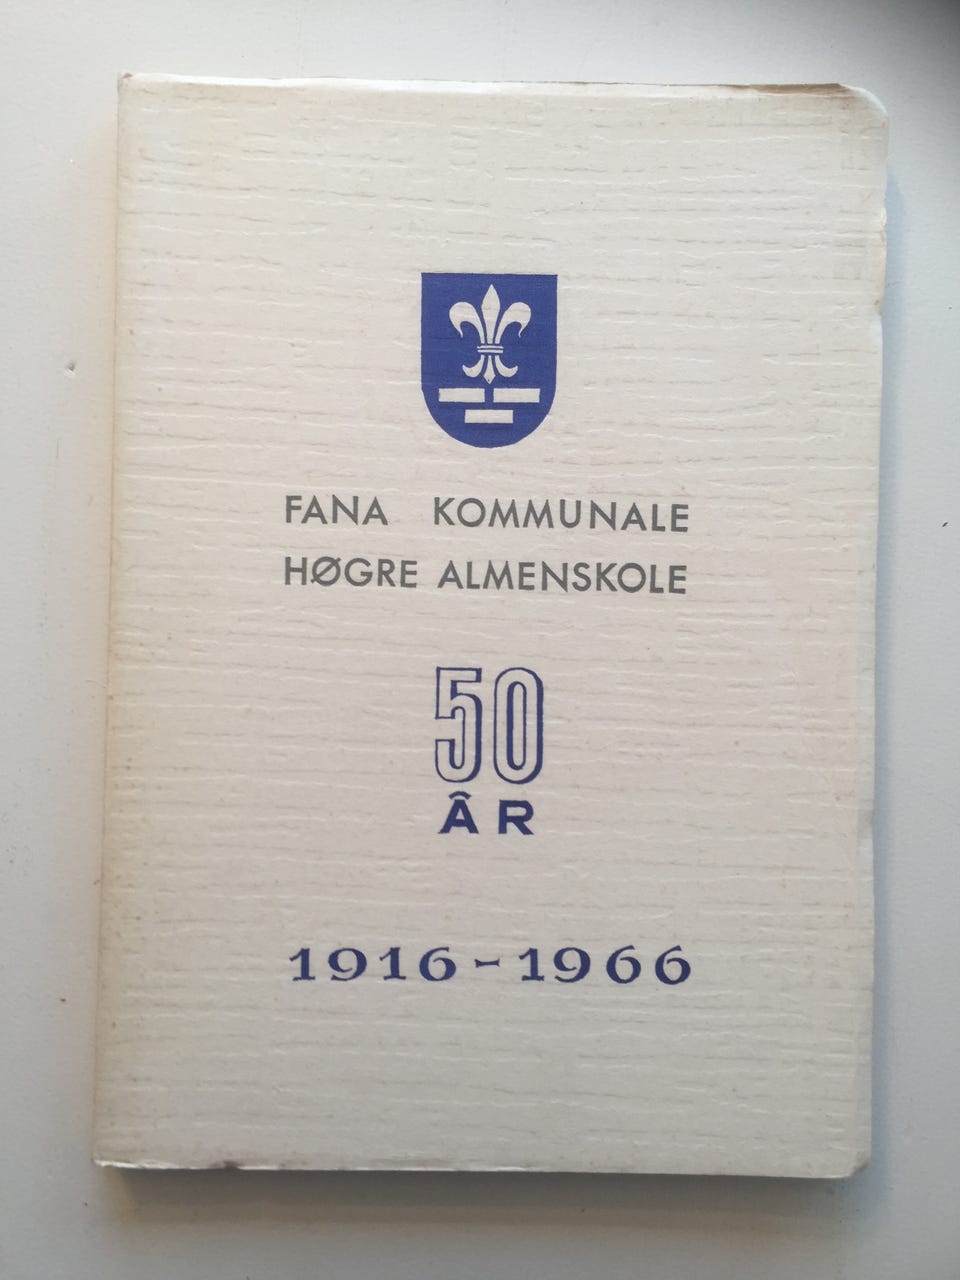 FANA KOMMUNALE
HØGRE ALMENSKOLE
50
ÅR
1916-1966